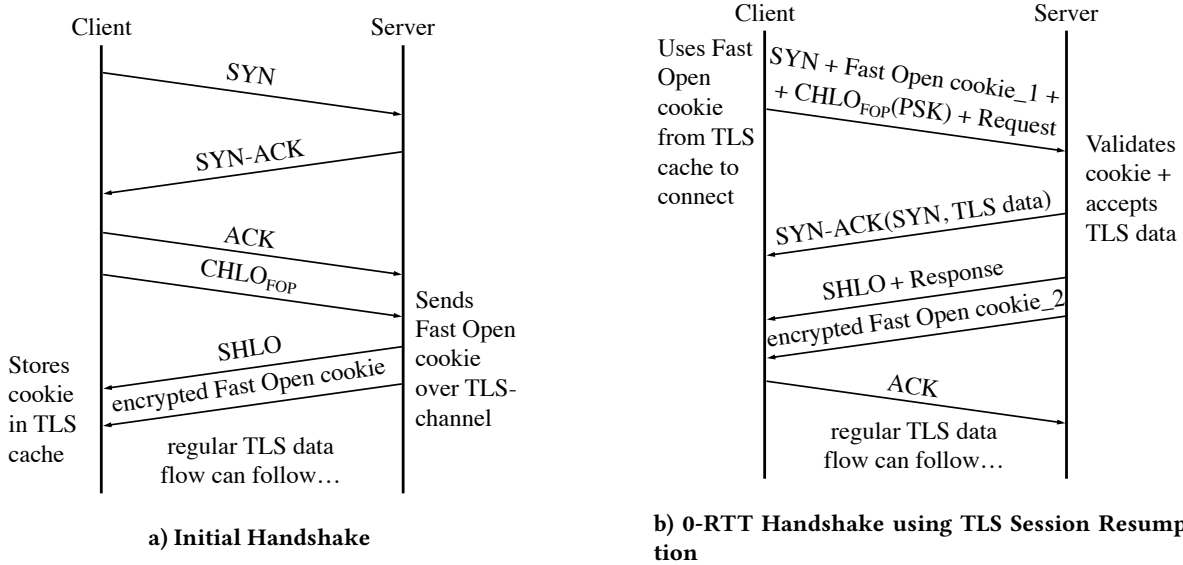 Client
Server
SYN
SYN-ACK
ACK
CHLO_FOP
Sends
Fast Open
cookie
over TLS-
channel
SHLO
encrypted Fast Open cookie
Stores
cookie
in TLS
cache
regular TLS data
flow can follow…
a) Initial Handshake
Client
Server
Uses Fast
Open
cookie
from TLS
cache to
connect
SYN + Fast Open cookie_1 +
+ CHLO_FOP(PSK) + Request
Validates
cookie +
accepts
TLS data
SYN-ACK(SYN, TLS data)
SHLO + Response
encrypted Fast Open cookie_2
ACK
regular TLS data
flow can follow…
b) 0-RTT Handshake using TLS Session Resump
tion